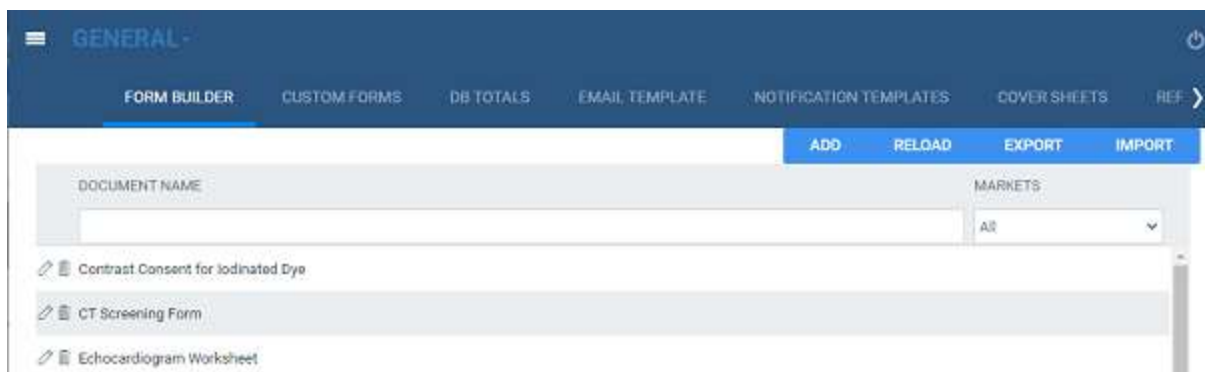 GENERAL
FORM BUILDER CUSTOM FORMS DB TOTALS EMAIL TEMPLATE NOTIFICATION TEMPLATES COVER SHEETS REF
ADD RELOAD EXPORT IMPORT
DOCUMENT NAME MARKETS
All
Contrast Consent for Iodinated Dye
CT Screening Form
Echocardiogram Worksheet